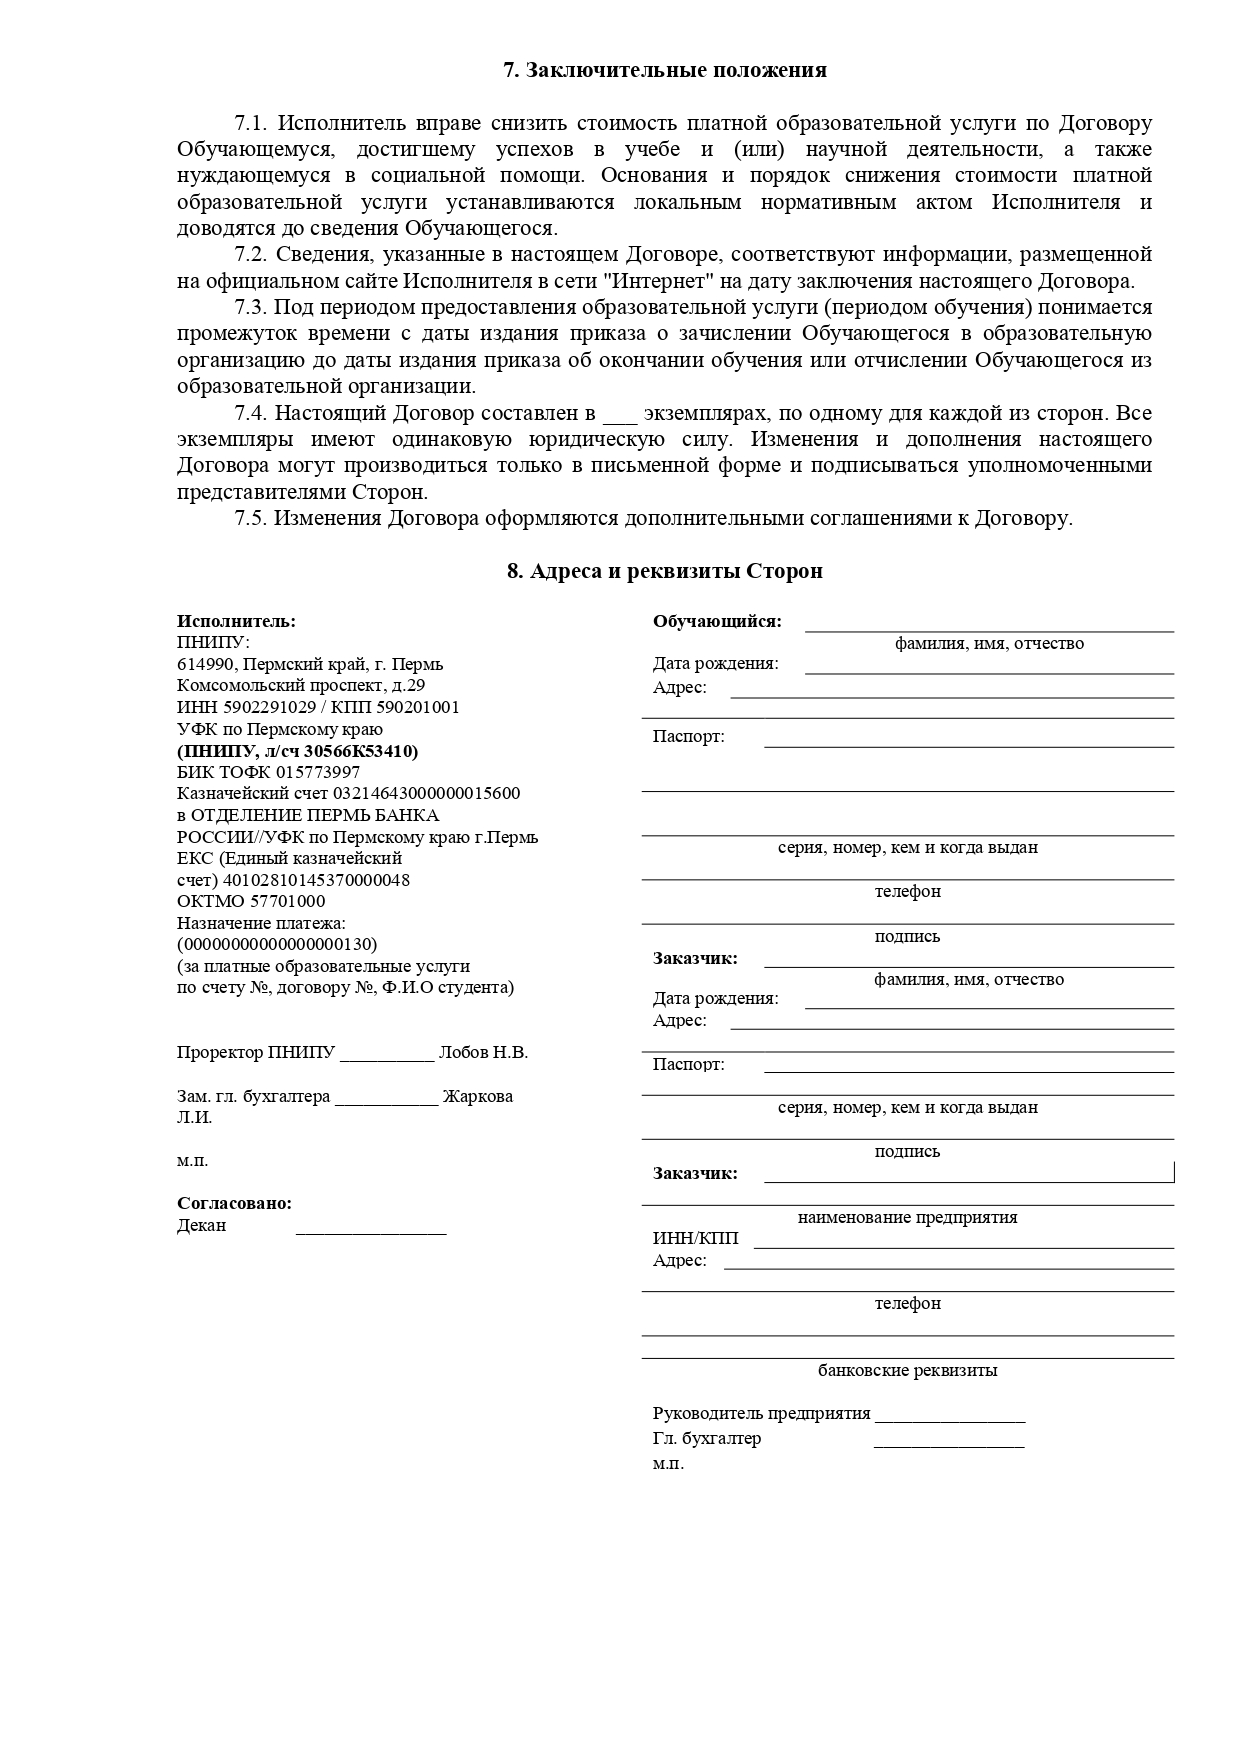 7. Заключительные положения
7.1. Исполнитель вправе снизить стоимость платной образовательной услуги по Договору
Обучающемуся, достигшему успехов в учебе и (или) научной деятельности, а также
нуждающемуся в социальной помощи. Основания и порядок снижения стоимости платной
образовательной услуги устанавливаются локальным нормативным актом Исполнителя и
доводятся до сведения Обучающегося.
7.2. Сведения, указанные в настоящем Договоре, соответствуют информации, размещенной
на официальном сайте Исполнителя в сети "Интернет" на дату заключения настоящего Договора.
7.3. Под периодом предоставления образовательной услуги (периодом обучения) понимается
промежуток времени с даты издания приказа о зачислении Обучающегося в образовательную
организацию до даты издания приказа об окончании обучения или отчислении Обучающегося из
образовательной организации.
7.4. Настоящий Договор составлен в ___ экземплярах, по одному для каждой из сторон. Все
экземпляры имеют одинаковую юридическую силу. Изменения и дополнения настоящего
Договора могут производиться только в письменной форме и подписываться уполномоченными
представителями Сторон.
7.5. Изменения Договора оформляются дополнительными соглашениями к Договору.
8. Адреса и реквизиты Сторон
Исполнитель:
ПНИПУ:
614990, Пермский край, г. Пермь
Комсомольский проспект, д.29
ИНН 5902291029 / КПП 590201001
УФК по Пермскому краю
(ПНИПУ, л/сч 30566К53410)
БИК ТОФК 015773997
Казначейский счет 03214643000000015600
в ОТДЕЛЕНИЕ ПЕРМЬ БАНКА
РОССИИ//УФК по Пермскому краю г.Пермь
ЕКС (Единый казначейский
счет) 40102810145370000048
ОКТМО 57701000
Назначение платежа:
(00000000000000000130)
(за платные образовательные услуги
по счету №, договору №, Ф.И.О студента)
Проректор ПНИПУ __________ Лобов Н.В.
Зам. гл. бухгалтера ___________ Жаркова
Л.И.
м.п.
Согласовано:
Декан ________________
Обучающийся:
фамилия, имя, отчество
Дата рождения:
Адрес:
Паспорт:
серия, номер, кем и когда выдан
телефон
подпись
Заказчик:
фамилия, имя, отчество
Дата рождения:
Адрес:
Паспорт:
серия, номер, кем и когда выдан
подпись
Заказчик:
наименование предприятия
ИНН/КПП
Адрес:
телефон
банковские реквизиты
Руководитель предприятия ________________
Гл. бухгалтер ________________
м.п.